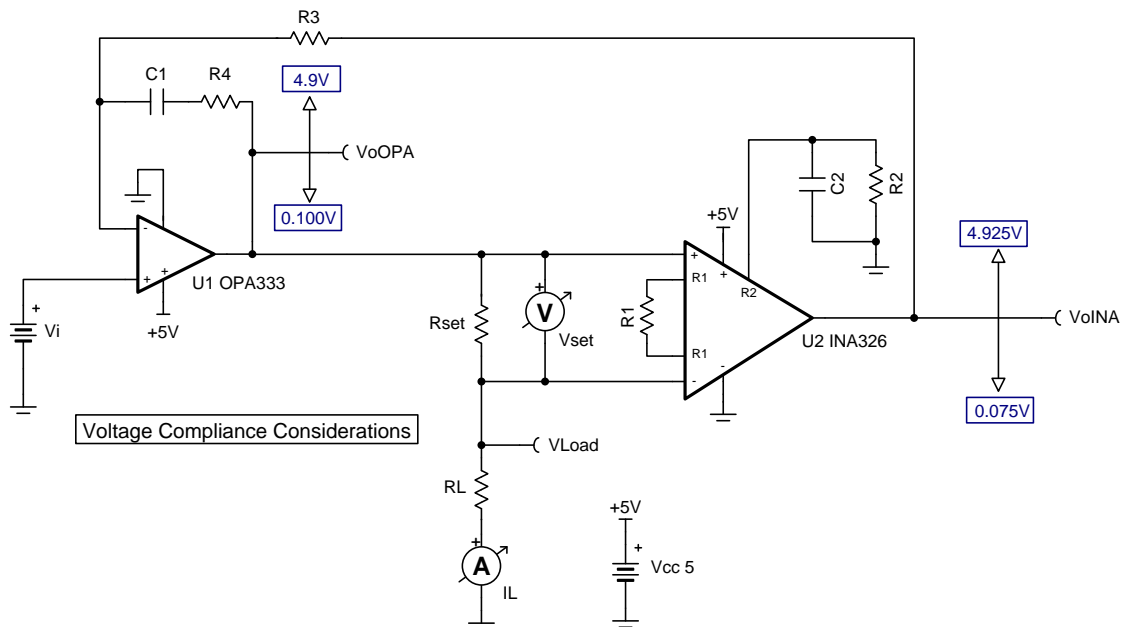 R3
C1
R4
4.9V
VoOPA
0.100V
-
+
+
U1 OPA333
+5V
+
Vi
Voltage Compliance Considerations
Rset
+
V
Vset
VLoad
RL
+
A
IL
+5V
+
Vcc 5
+5V
+
+
R1
R1
R1
R2
-
-
U2 INA326
C2
R2
4.925V
VoINA
0.075V